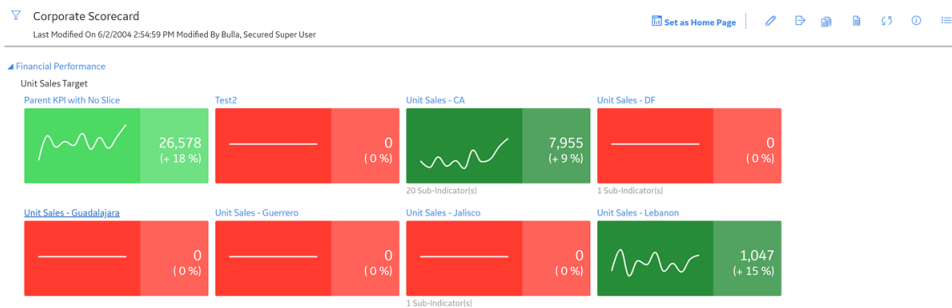 Corporate Scorecard
Set as Home Page
Last Modified On 6/2/2004 2:54:59 PM Modified By Bulla, Secured Super User
Financial Performance
Unit Sales Target
Parent KPI with No Slice
26,578
(+ 18 %)
Test2
0
( 0 %)
Unit Sales - CA
7,955
(+ 9 %)
20 Sub-Indicator(s)
Unit Sales - DF
0
( 0 %)
1 Sub-Indicator(s)
Unit Sales - Guadalajara
0
( 0 %)
Unit Sales - Guerrero
0
( 0 %)
Unit Sales - Jalisco
0
( 0 %)
1 Sub-Indicator(s)
Unit Sales - Lebanon
1,047
(+ 15 %)